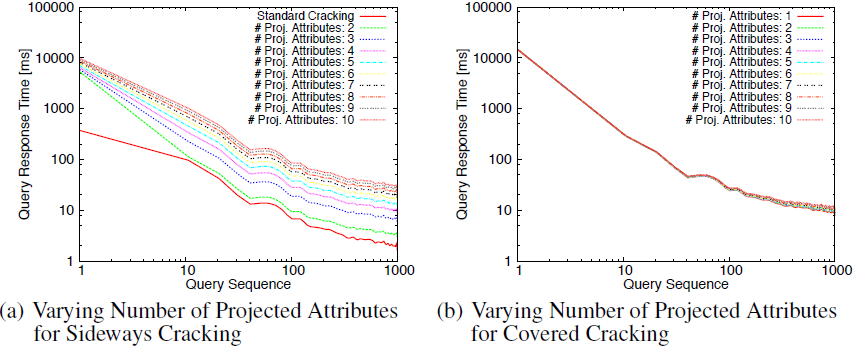 100000
10000
1000
100
10
1
Query Response Time [ms]
Standard Cracking
# Proj. Attributes: 2
# Proj. Attributes: 3
# Proj. Attributes: 4
# Proj. Attributes: 5
# Proj. Attributes: 6
# Proj. Attributes: 7
# Proj. Attributes: 8
# Proj. Attributes: 9
# Proj. Attributes: 10
1 10 100 1000
Query Sequence
(a) Varying Number of Projected Attributes
for Sideways Cracking
100000
10000
1000
100
10
1
Query Response Time [ms]
# Proj. Attributes: 1
# Proj. Attributes: 2
# Proj. Attributes: 3
# Proj. Attributes: 4
# Proj. Attributes: 5
# Proj. Attributes: 6
# Proj. Attributes: 7
# Proj. Attributes: 8
# Proj. Attributes: 9
# Proj. Attributes: 10
1 10 100 1000
Query Sequence
(b) Varying Number of Projected Attributes
for Covered Cracking